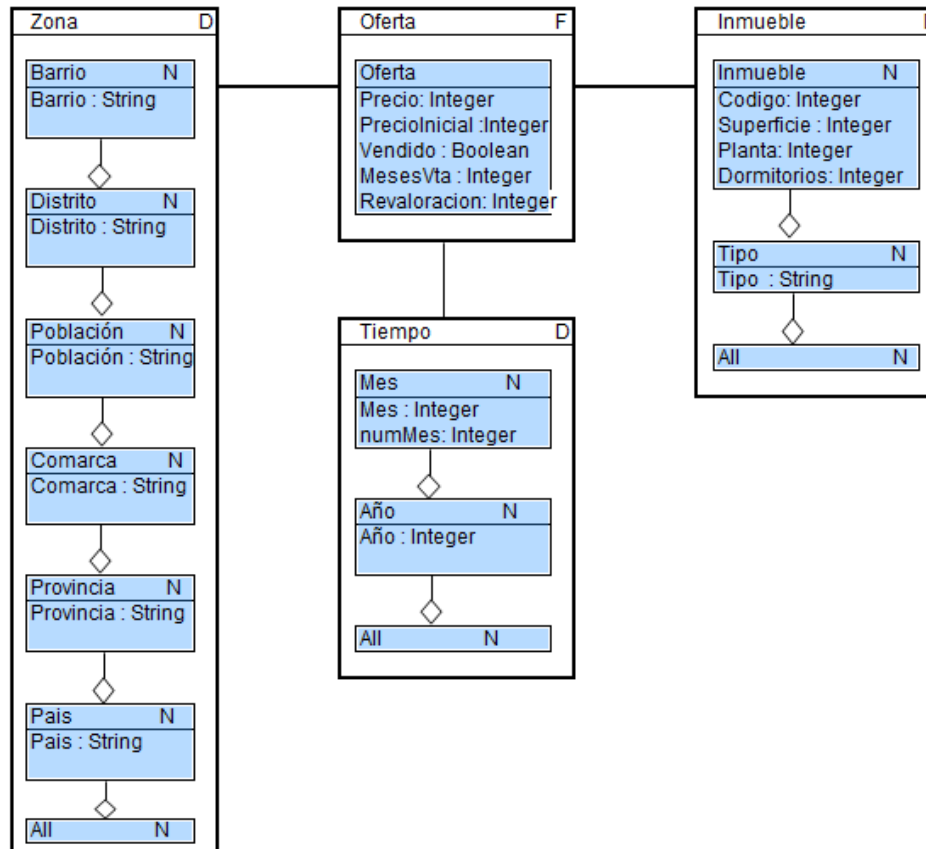 Zona D
Barrio N
Barrio : String
Distrito N
Distrito : String
Población N
Población : String
Comarca N
Comarca : String
Provincia N
Provincia : String
Pais N
Pais : String
All N
Oferta F
Oferta
Precio: Integer
PrecioInicial :Integer
Vendido : Boolean
MesesVta : Integer
Revaloracion: Integer
Tiempo D
Mes N
Mes : Integer
numMes: Integer
Año N
Año : Integer
All N
Inmueble
Inmueble N
Codigo: Integer
Superficie : Integer
Planta: Integer
Dormitorios: Integer
Tipo N
Tipo : String
All N